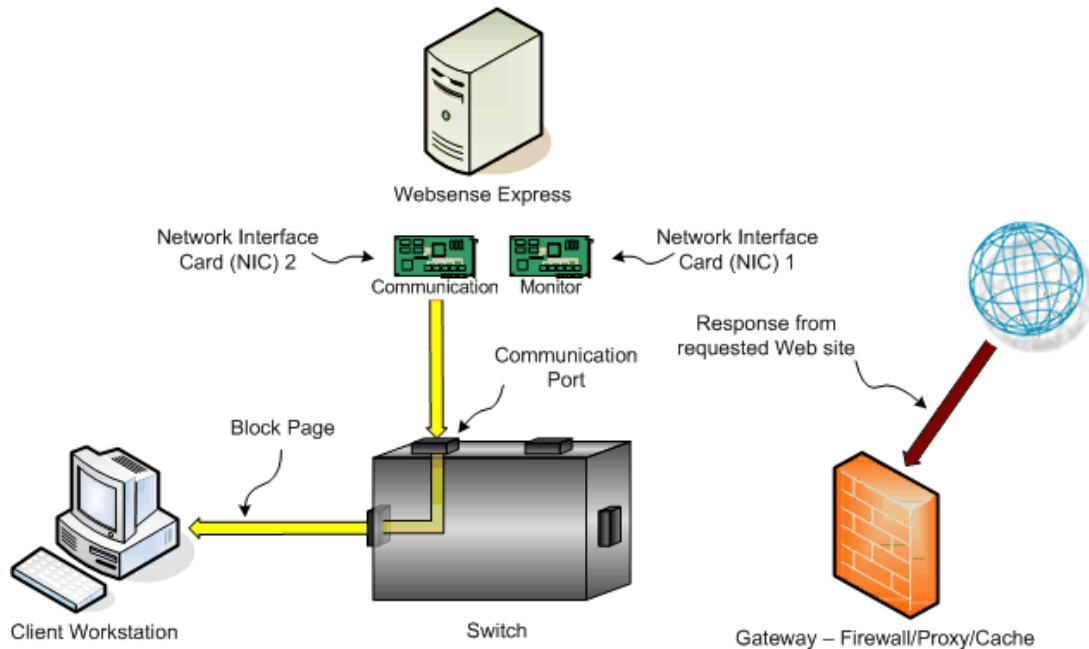 Websense Express
Network Interface
Card (NIC) 2
Network Interface
Card (NIC) 1
Communication
Monitor
Response from
requested Web site
Communication
Port
Block Page
Client Workstation
Switch
Gateway – Firewall/Proxy/Cache